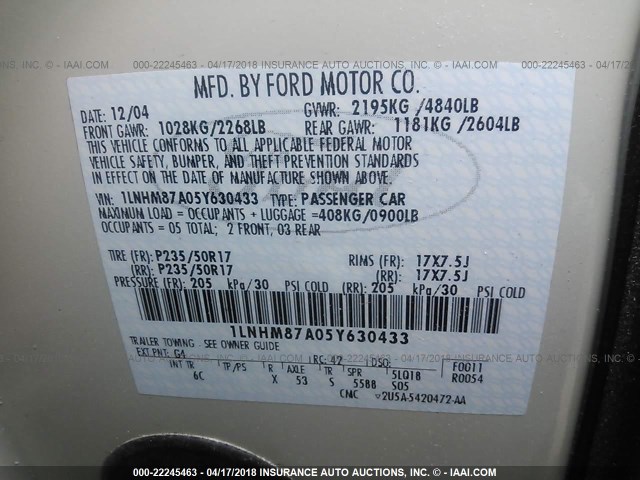 000-22245463 - 04/17/2018 - INSURANCE AUTO AUCTIONS, INC. - IAAI.COM
MFD. BY FORD MOTOR CO.
DATE: 12/04 GVWR: 2195KG /4840LB
FRONT GAWR: 1028KG/2268LB REAR GAWR: 1181KG /2604LB
THIS VEHICLE CONFORMS TO ALL APPLICABLE FEDERAL MOTOR
VEHICLE SAFETY, BUMPER, AND THEFT PREVENTION STANDARDS
IN EFFECT ON THE DATE OF MANUFACTURE SHOWN ABOVE.
VIN: 1LNHM87A05Y630433 TYPE: PASSENGER CAR
MAXIMUM LOAD = OCCUPANTS + LUGGAGE =408KG/0900LB
OCCUPANTS = 05 TOTAL; 2 FRONT, 03 REAR
TIRE (FR): P235/50R17 RIMS (FR): 17X7.5J
(RR): P235/50R17 (RR): 17X7.5J
PRESSURE (FR): 205 kPa/30 PSI COLD (RR): 205 kPa/30 PSI COLD
1LNHM87A05Y630433
TRAILER TOWING - SEE OWNER GUIDE
EXT PNT: G4 RC: 42 DSO: F0011
INT TR TP/PS R AXLE TR SPR 5LQ18 R0054
6C X 53 S 5588 S05
CMC 2U5A-5420472-AA
000-22245463 - 04/17/2018 - INSURANCE AUTO AUCTIONS, INC. - IAAI.COM